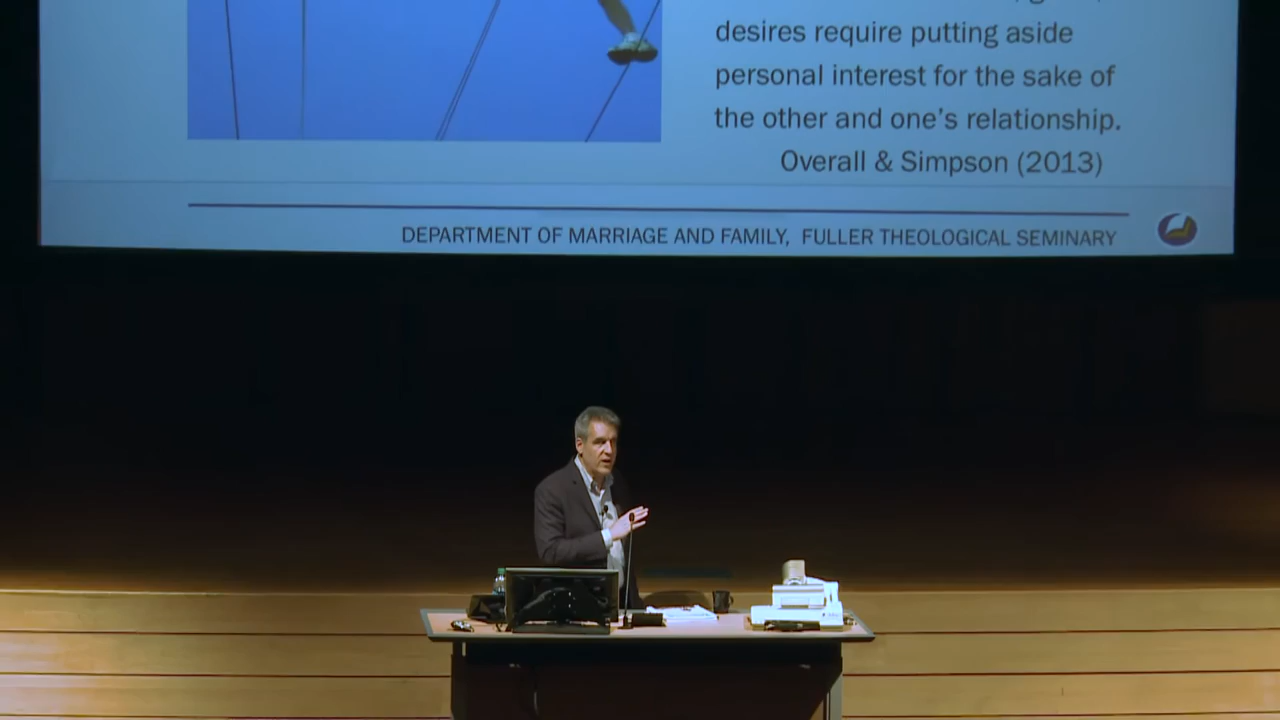 desires require putting aside
personal interest for the sake of
the other and one's relationship.
Overall & Simpson (2013)
DEPARTMENT OF MARRIAGE AND FAMILY, FULLER THEOLOGICAL SEMINARY